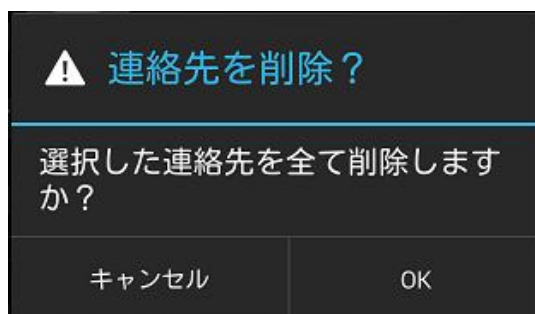 連絡先を削除？
選択した連絡先を全て削除します
か？
キャンセル
OK